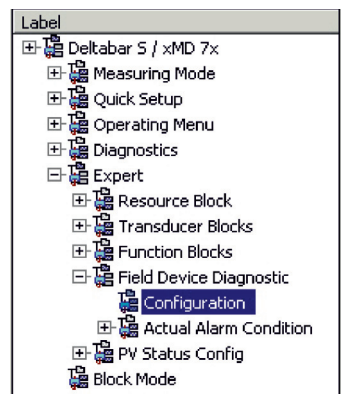 Label
Deltabar S / xMD 7x
Measuring Mode
Quick Setup
Operating Menu
Diagnostics
Expert
Resource Block
Transducer Blocks
Function Blocks
Field Device Diagnostic
Configuration
Actual Alarm Condition
PV Status Config
Block Mode